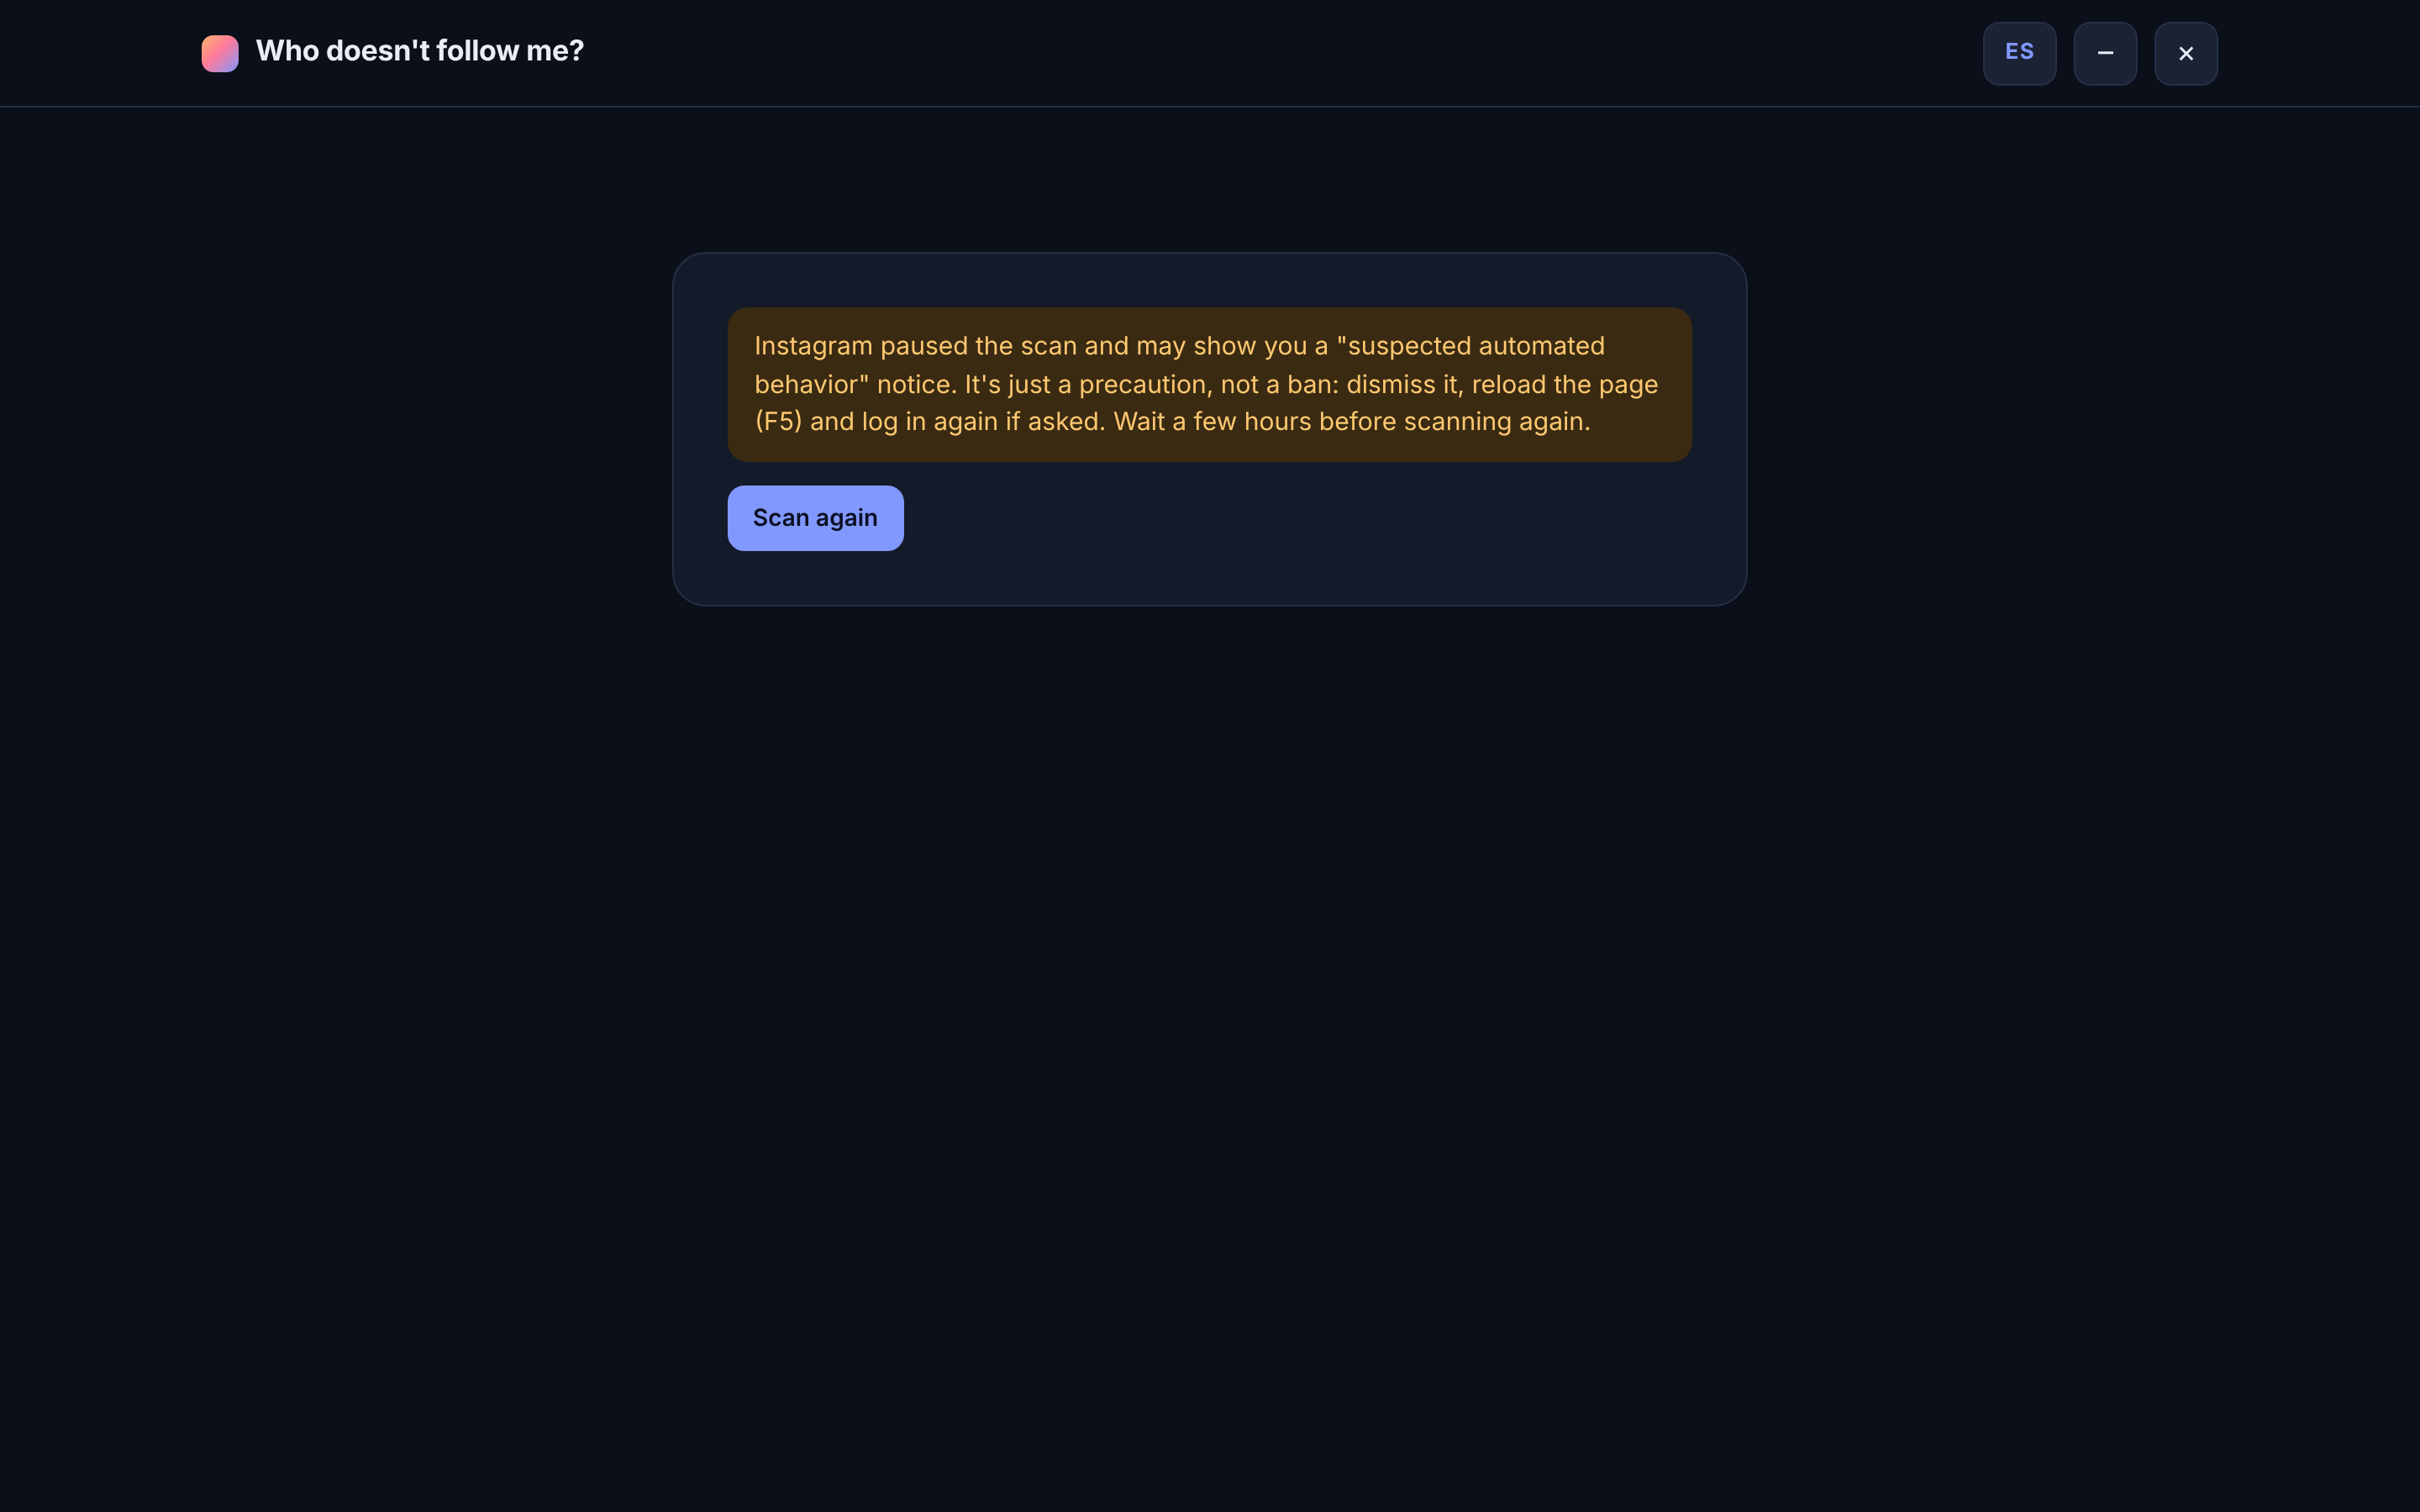 Who doesn't follow me?
ES
Instagram paused the scan and may show you a "suspected automated
behavior" notice. It's just a precaution, not a ban: dismiss it, reload the page
(F5) and log in again if asked. Wait a few hours before scanning again.
Scan again